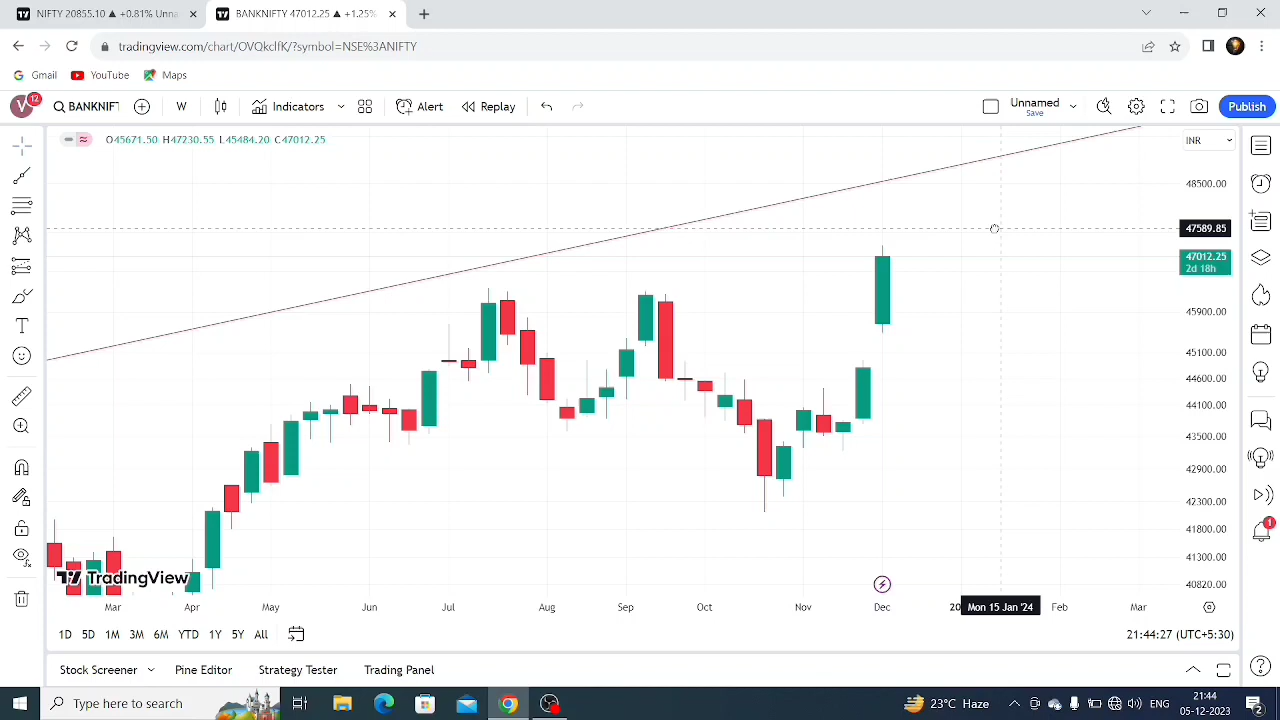 NIFTY 20855.10 ▲ +0.81% Unna
BANKNIFTY 47012.25 ▲ +1.25%
tradingview.com/chart/OVQkclfK/?symbol=NSE%3ANIFTY
Gmail YouTube Maps
V 12 BANKNIFT W Indicators Alert Replay Unnamed Save Publish
O45671.50 H47230.55 L45484.20 C47012.25
INR
48500.00
47589.85
47012.25
2d 18h
45900.00
45100.00
44600.00
44100.00
43500.00
42900.00
42300.00
41800.00
41300.00
40820.00
1
TradingView
Mar Apr May Jun Jul Aug Sep Oct Nov Dec 20 Mon 15 Jan '24 Feb Mar
1D 5D 1M 3M 6M YTD 1Y 5Y All 21:44:27 (UTC+5:30)
Stock Screener Pine Editor Strategy Tester Trading Panel
Type here to search 23°C Haze ENG 21:44
05-12-2023 2